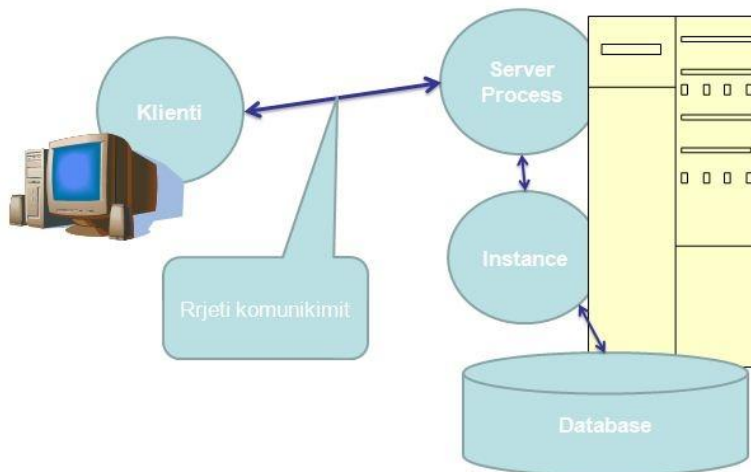 Klienti
Server
Process
Rrjeti komunikimit
Instance
Database